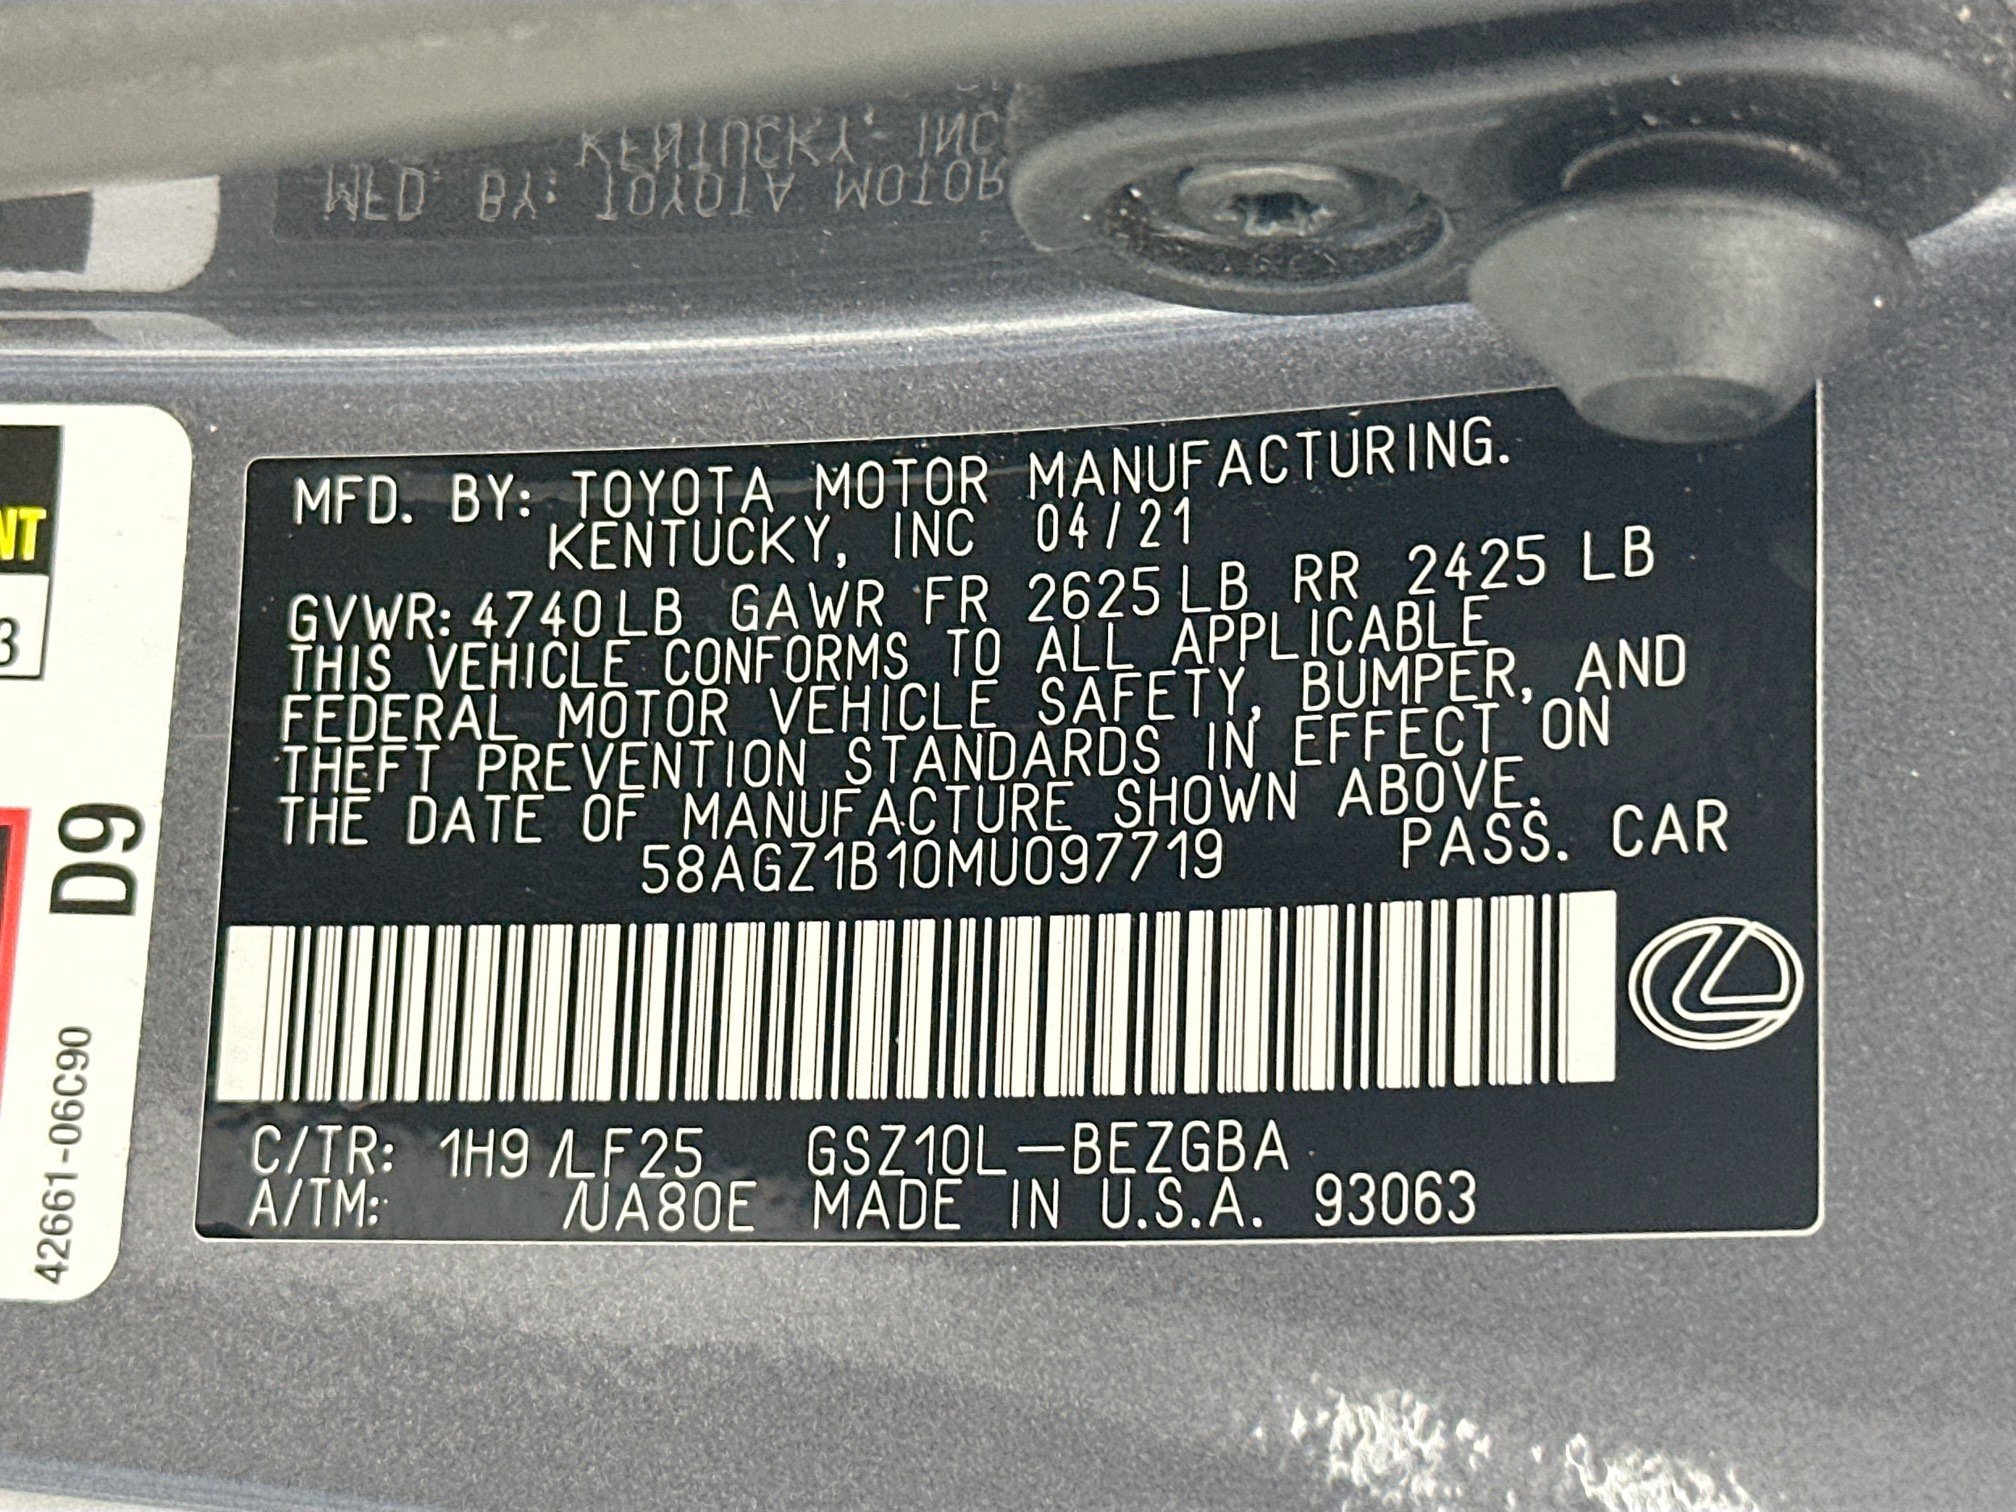 MFD. BY: TOYOTA MOTOR
KENTUCKY, INC
MFD. BY: TOYOTA MOTOR MANUFACTURING.
KENTUCKY, INC 04/21
GVWR: 4740LB GAWR FR 2625LB RR 2425 LB
THIS VEHICLE CONFORMS TO ALL APPLICABLE
FEDERAL MOTOR VEHICLE SAFETY, BUMPER, AND
THEFT PREVENTION STANDARDS IN EFFECT ON
THE DATE OF MANUFACTURE SHOWN ABOVE.
58AGZ1B10MU097719 PASS. CAR
C/TR: 1H9 /LF25 GSZ10L-BEZGBA
A/TM: /UA80E MADE IN U.S.A. 93063
NT
3
D9
42661-06C90